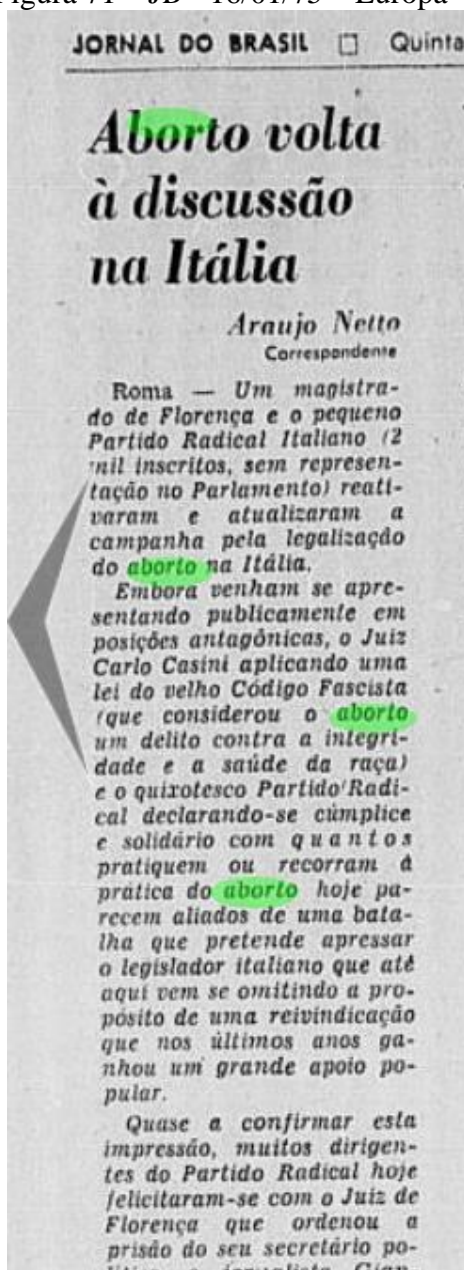 Figura 71 – JB – 16/01/75 – Europa
JORNAL DO BRASIL □ Quinta
Aborto volta
à discussão
na Itália
Araujo Netto
Correspondente
Roma — Um magistra-
do de Florença e o pequeno
Partido Radical Italiano (2
mil inscritos, sem represen-
tação no Parlamento) reati-
varam e atualizaram a
campanha pela legalização
do aborto na Itália.
Embora venham se apre-
sentando publicamente em
posições antagônicas, o Juiz
Carlo Casini aplicando uma
lei do velho Código Fascista
(que considerou o aborto
um delito contra a integri-
dade e a saúde da raça)
e o quixotesco Partido Radi-
cal declarando-se cúmplice
e solidário com quantos
pratiquem ou recorram à
prática do aborto hoje pa-
recem aliados de uma bata-
lha que pretende apressar
o legislador italiano que até
aqui vem se omitindo a pro-
pósito de uma reivindicação
que nos últimos anos ga-
nhou um grande apoio po-
pular.
Quase a confirmar esta
impressão, muitos dirigen-
tes do Partido Radical hoje
felicitaram-se com o Juiz de
Florença que ordenou a
prisão do seu secretário po-